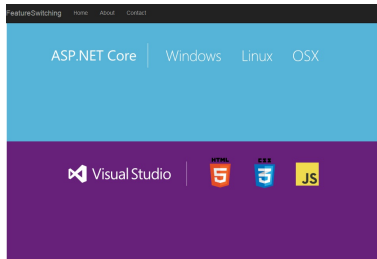 FeatureSwitching Home About Contact
ASP.NET Core Windows Linux OSX
Visual Studio HTML 5 CSS 3 JS